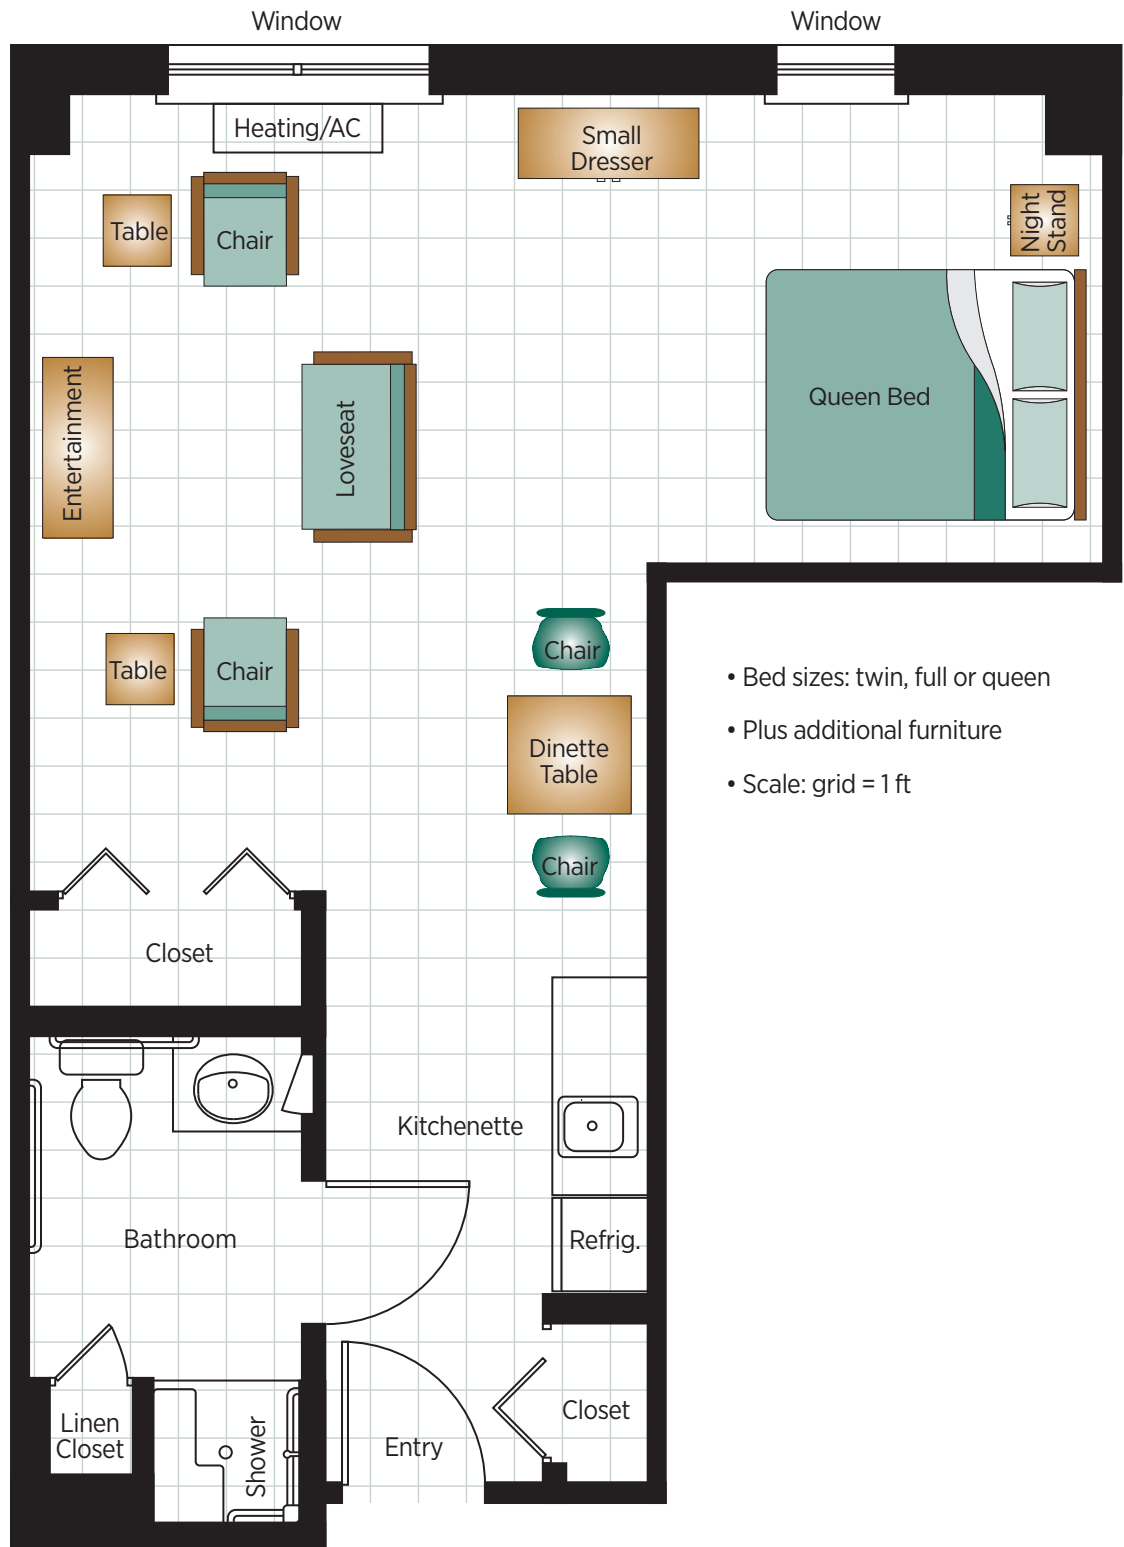 Window
Window
Heating/AC
Small
Dresser
Table
Chair
Night
Stand
Entertainment
Loveseat
Queen Bed
Table
Chair
Chair
Dinette
Table
Chair
• Bed sizes: twin, full or queen
• Plus additional furniture
• Scale: grid = 1 ft
Closet
Kitchenette
Bathroom
Refrig.
Linen
Closet
Shower
Entry
Closet